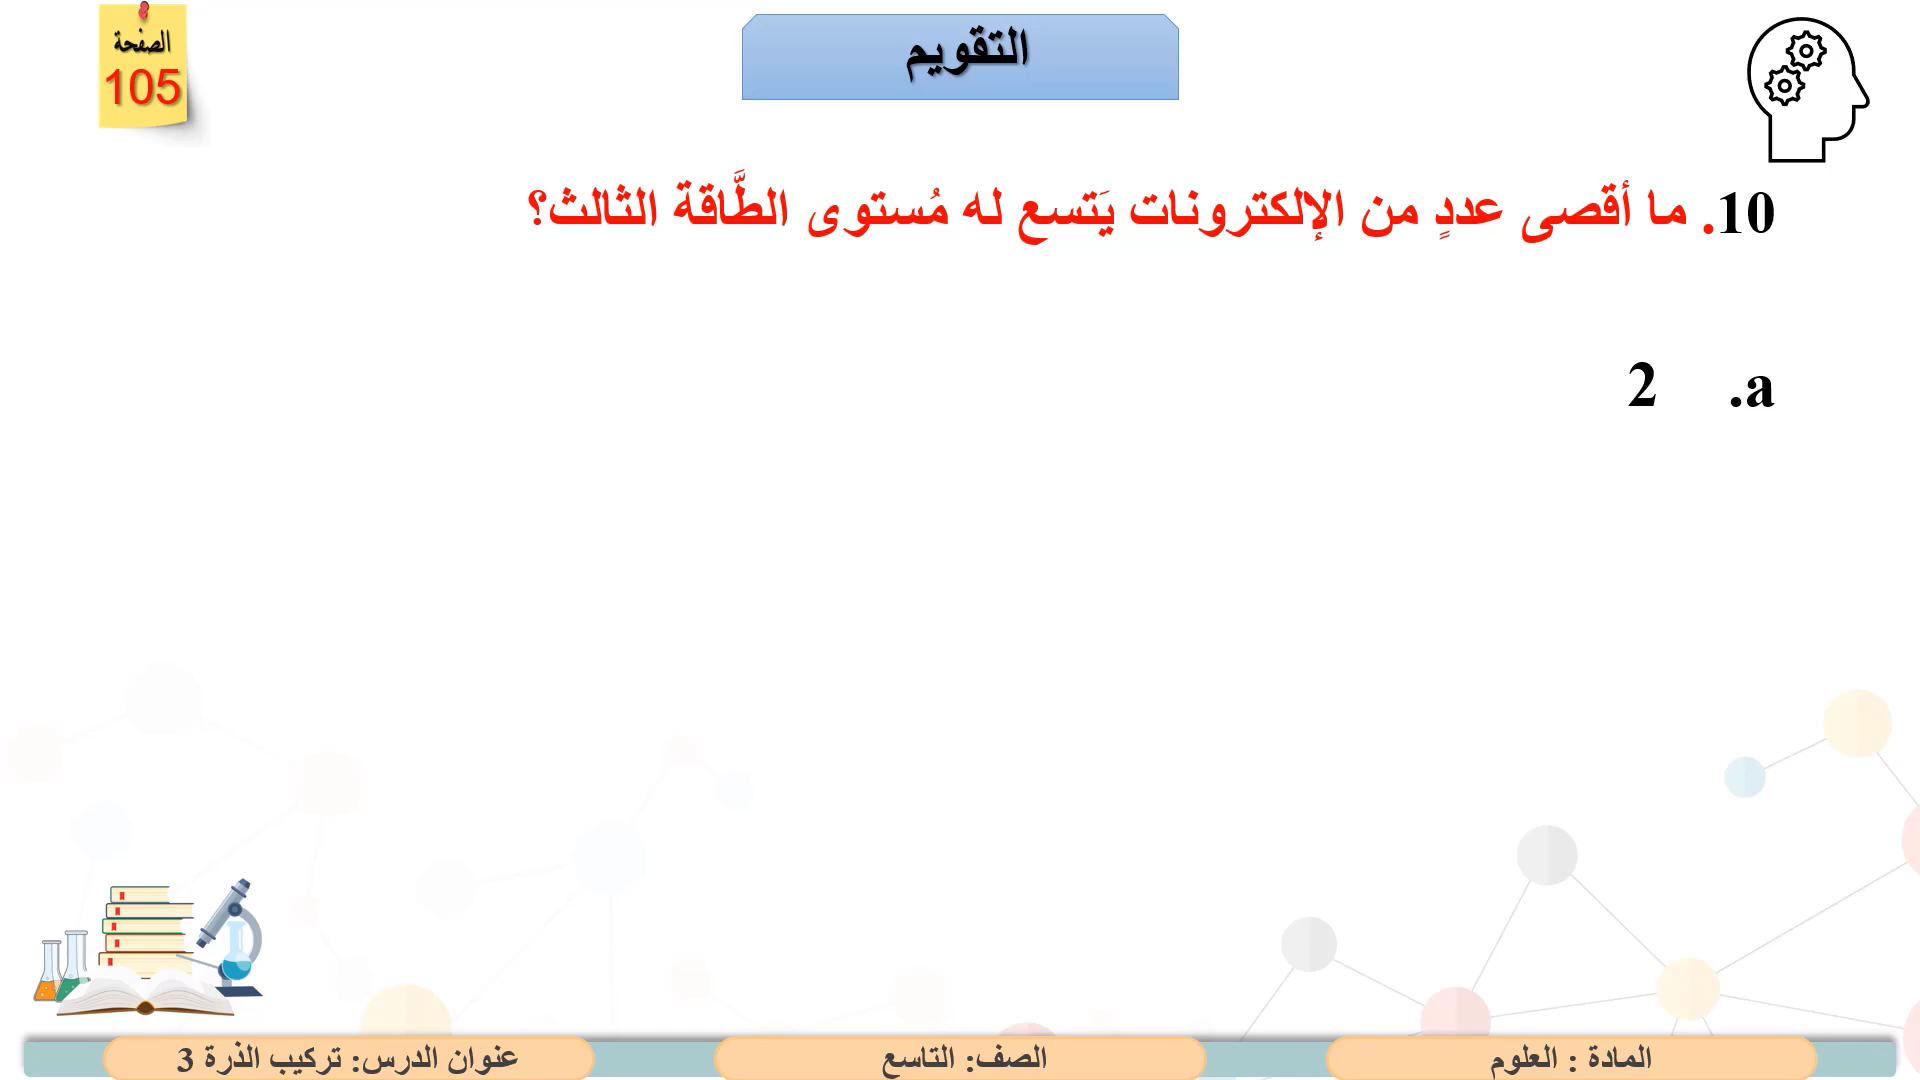 التقويم
الصفحة
105
10. ما أقصى عددٍ من الإلكترونات يَتسع له مُستوى الطَّاقة الثالث؟
a. 2
المادة : العلوم
الصف: التاسع
عنوان الدرس: تركيب الذرة 3